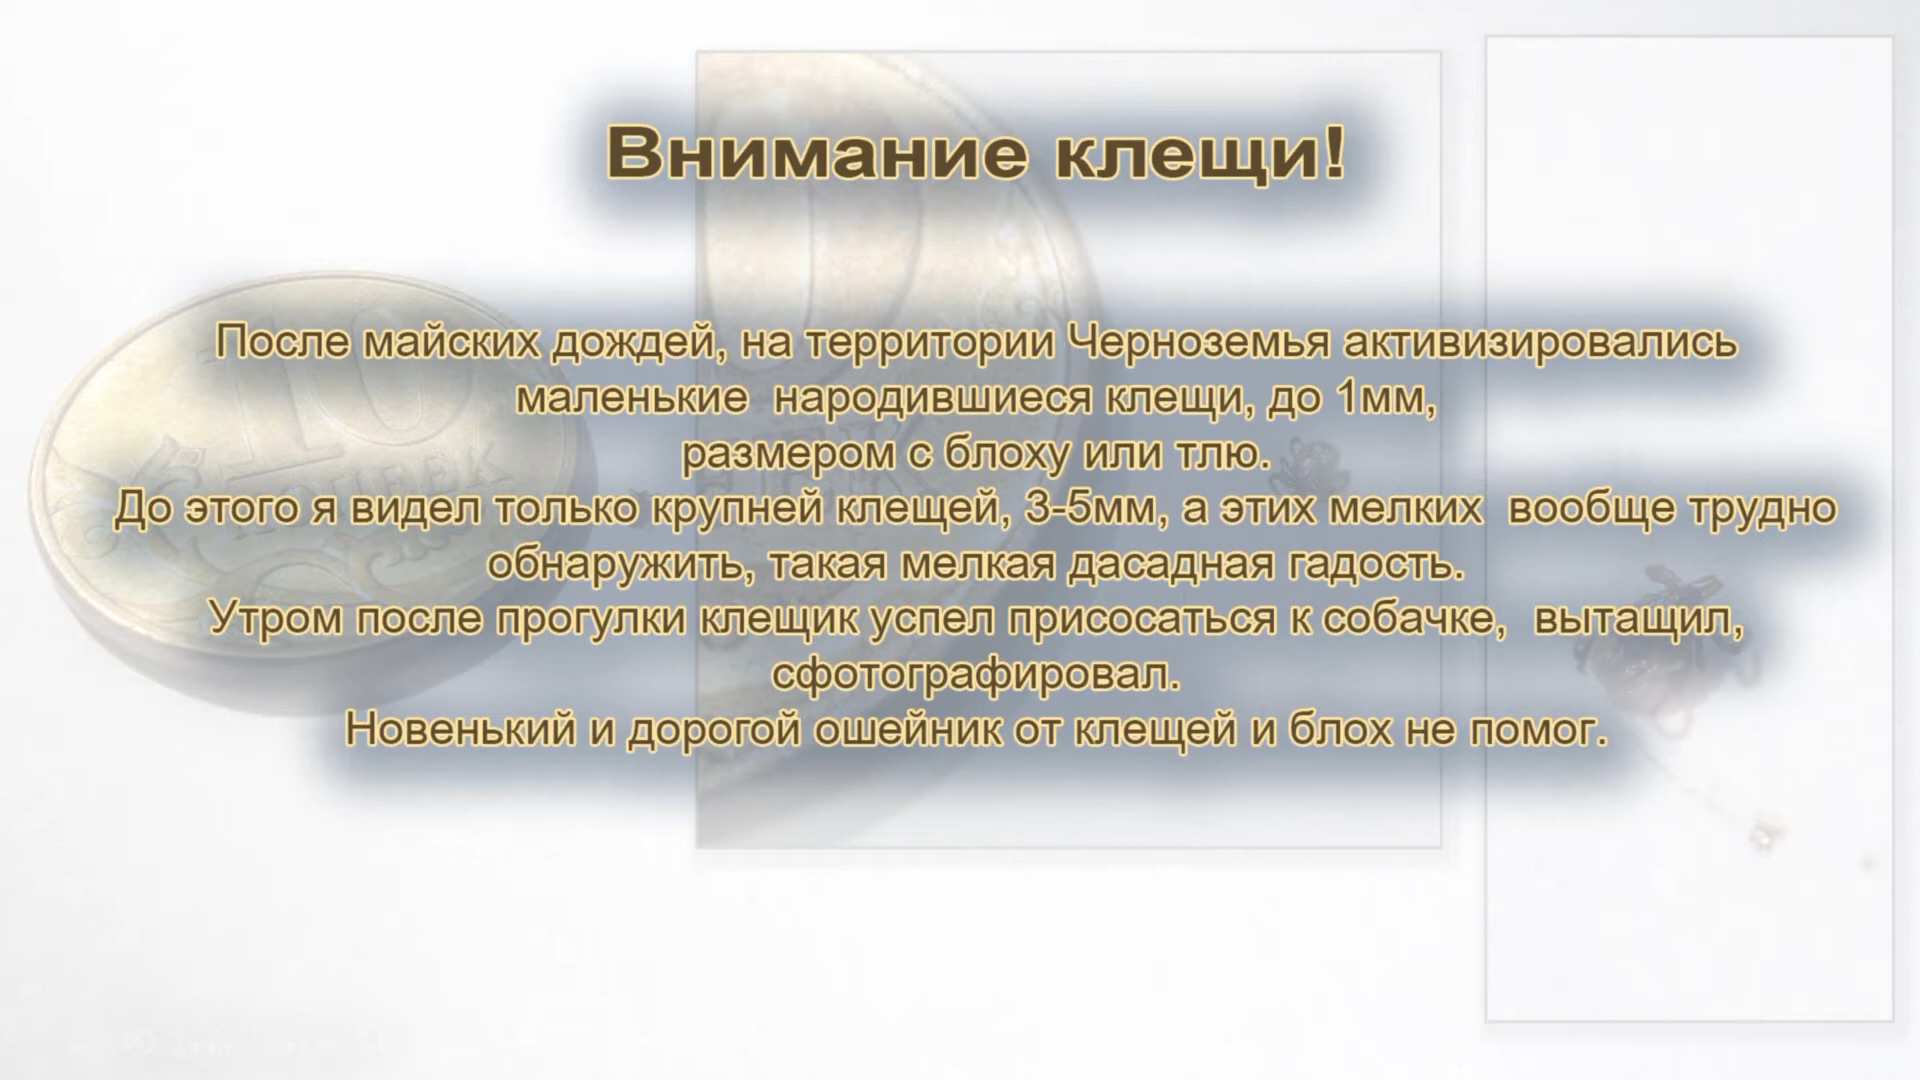 Внимание клещи!
После майских дождей, на территории Черноземья активизировались
маленькие  народившиеся клещи, до 1мм,
размером с блоху или тлю.
До этого я видел только крупней клещей, 3-5мм, а этих мелких  вообще трудно
обнаружить, такая мелкая дасадная гадость.
Утром после прогулки клещик успел присосаться к собачке,  вытащил,
сфотографировал.
Новенький и дорогой ошейник от клещей и блох не помог.
10
КОПЕЕК